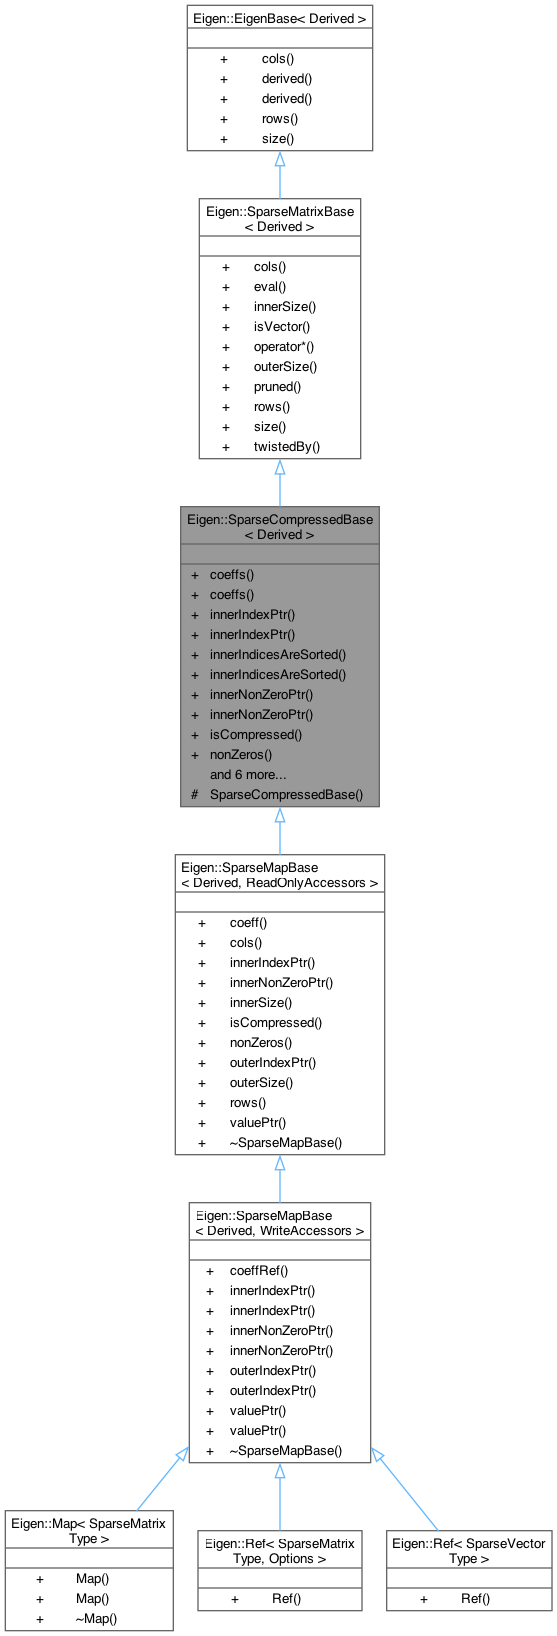 Eigen::EigenBase< Derived >
+ cols()
+ derived()
+ derived()
+ rows()
+ size()
Eigen::SparseMatrixBase
< Derived >
+ cols()
+ eval()
+ innerSize()
+ isVector()
+ operator*()
+ outerSize()
+ pruned()
+ rows()
+ size()
+ twistedBy()
Eigen::SparseCompressedBase
< Derived >
+ coeffs()
+ coeffs()
+ innerIndexPtr()
+ innerIndexPtr()
+ innerIndicesAreSorted()
+ innerIndicesAreSorted()
+ innerNonZeroPtr()
+ innerNonZeroPtr()
+ isCompressed()
+ nonZeros()
and 6 more...
# SparseCompressedBase()
Eigen::SparseMapBase
< Derived, ReadOnlyAccessors >
+ coeff()
+ cols()
+ innerIndexPtr()
+ innerNonZeroPtr()
+ innerSize()
+ isCompressed()
+ nonZeros()
+ outerIndexPtr()
+ outerSize()
+ rows()
+ valuePtr()
+ ~SparseMapBase()
Eigen::SparseMapBase
< Derived, WriteAccessors >
+ coeffRef()
+ innerIndexPtr()
+ innerIndexPtr()
+ innerNonZeroPtr()
+ innerNonZeroPtr()
+ outerIndexPtr()
+ outerIndexPtr()
+ valuePtr()
+ valuePtr()
+ ~SparseMapBase()
Eigen::Map< SparseMatrix
Type >
+ Map()
+ Map()
+ ~Map()
Eigen::Ref< SparseMatrix
Type, Options >
+ Ref()
Eigen::Ref< SparseVector
Type >
+ Ref()